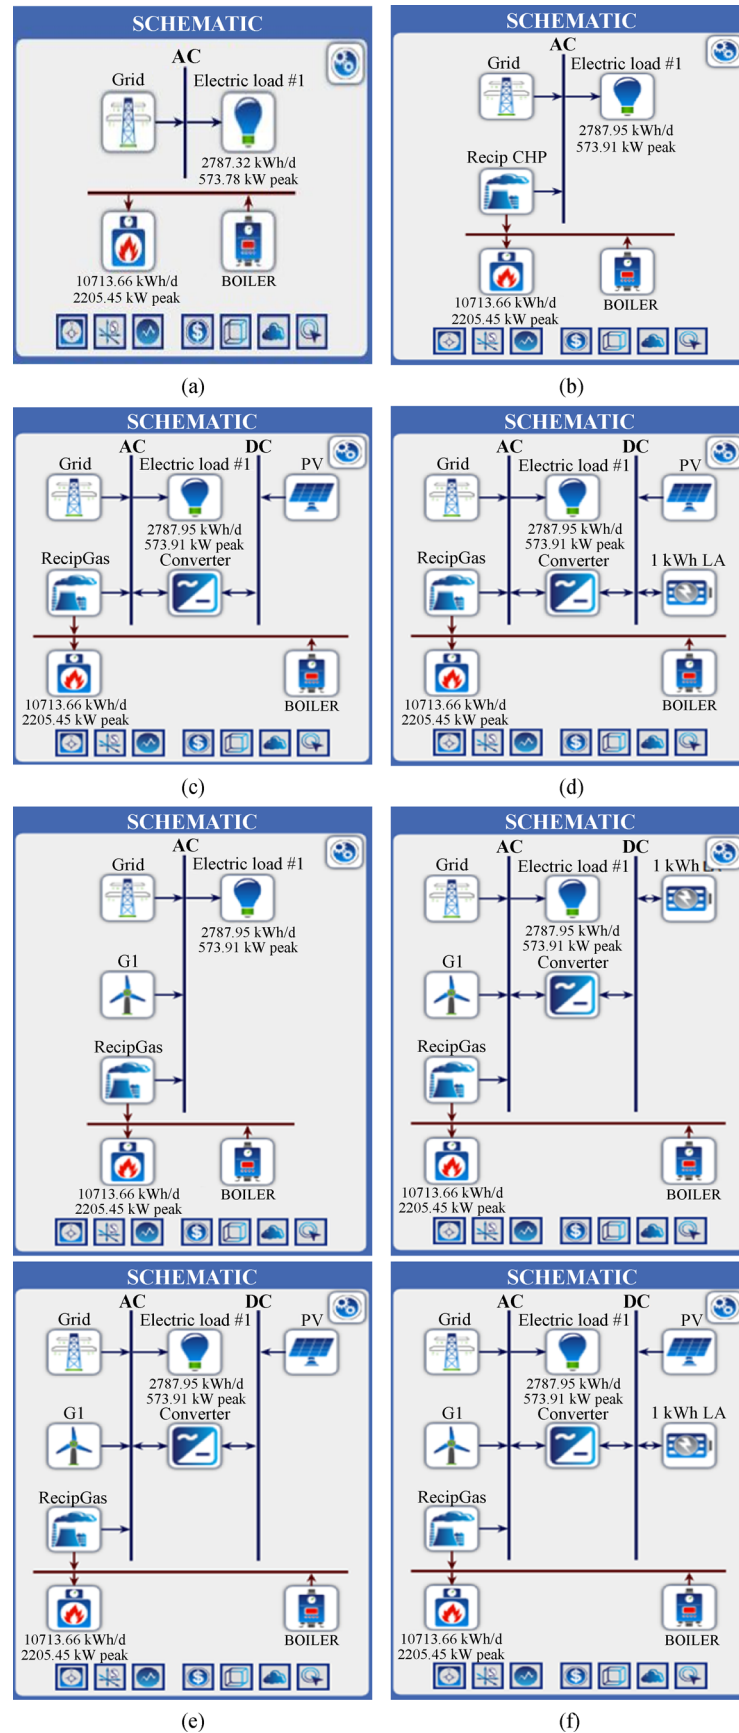 SCHEMATIC
AC
Grid
Electric load #1
2787.32 kWh/d
573.78 kW peak
10713.66 kWh/d
2205.45 kW peak
BOILER
(a)
SCHEMATIC
AC
Grid
Electric load #1
2787.95 kWh/d
573.91 kW peak
Recip CHP
10713.66 kWh/d
2205.45 kW peak
BOILER
(b)
SCHEMATIC
AC
DC
Grid
Electric load #1
PV
2787.95 kWh/d
573.91 kW peak
RecipGas
Converter
10713.66 kWh/d
2205.45 kW peak
BOILER
(c)
SCHEMATIC
AC
DC
Grid
Electric load #1
PV
2787.95 kWh/d
573.91 kW peak
RecipGas
Converter
1 kWh LA
10713.66 kWh/d
2205.45 kW peak
BOILER
(d)
SCHEMATIC
AC
Grid
Electric load #1
2787.95 kWh/d
573.91 kW peak
G1
RecipGas
10713.66 kWh/d
2205.45 kW peak
BOILER
SCHEMATIC
AC
DC
Grid
Electric load #1
1 kWh LA
2787.95 kWh/d
573.91 kW peak
G1
Converter
RecipGas
10713.66 kWh/d
2205.45 kW peak
BOILER
SCHEMATIC
AC
DC
Grid
Electric load #1
PV
2787.95 kWh/d
573.91 kW peak
G1
Converter
RecipGas
10713.66 kWh/d
2205.45 kW peak
BOILER
(e)
SCHEMATIC
AC
DC
Grid
Electric load #1
PV
2787.95 kWh/d
573.91 kW peak
G1
Converter
1 kWh LA
RecipGas
10713.66 kWh/d
2205.45 kW peak
BOILER
(f)